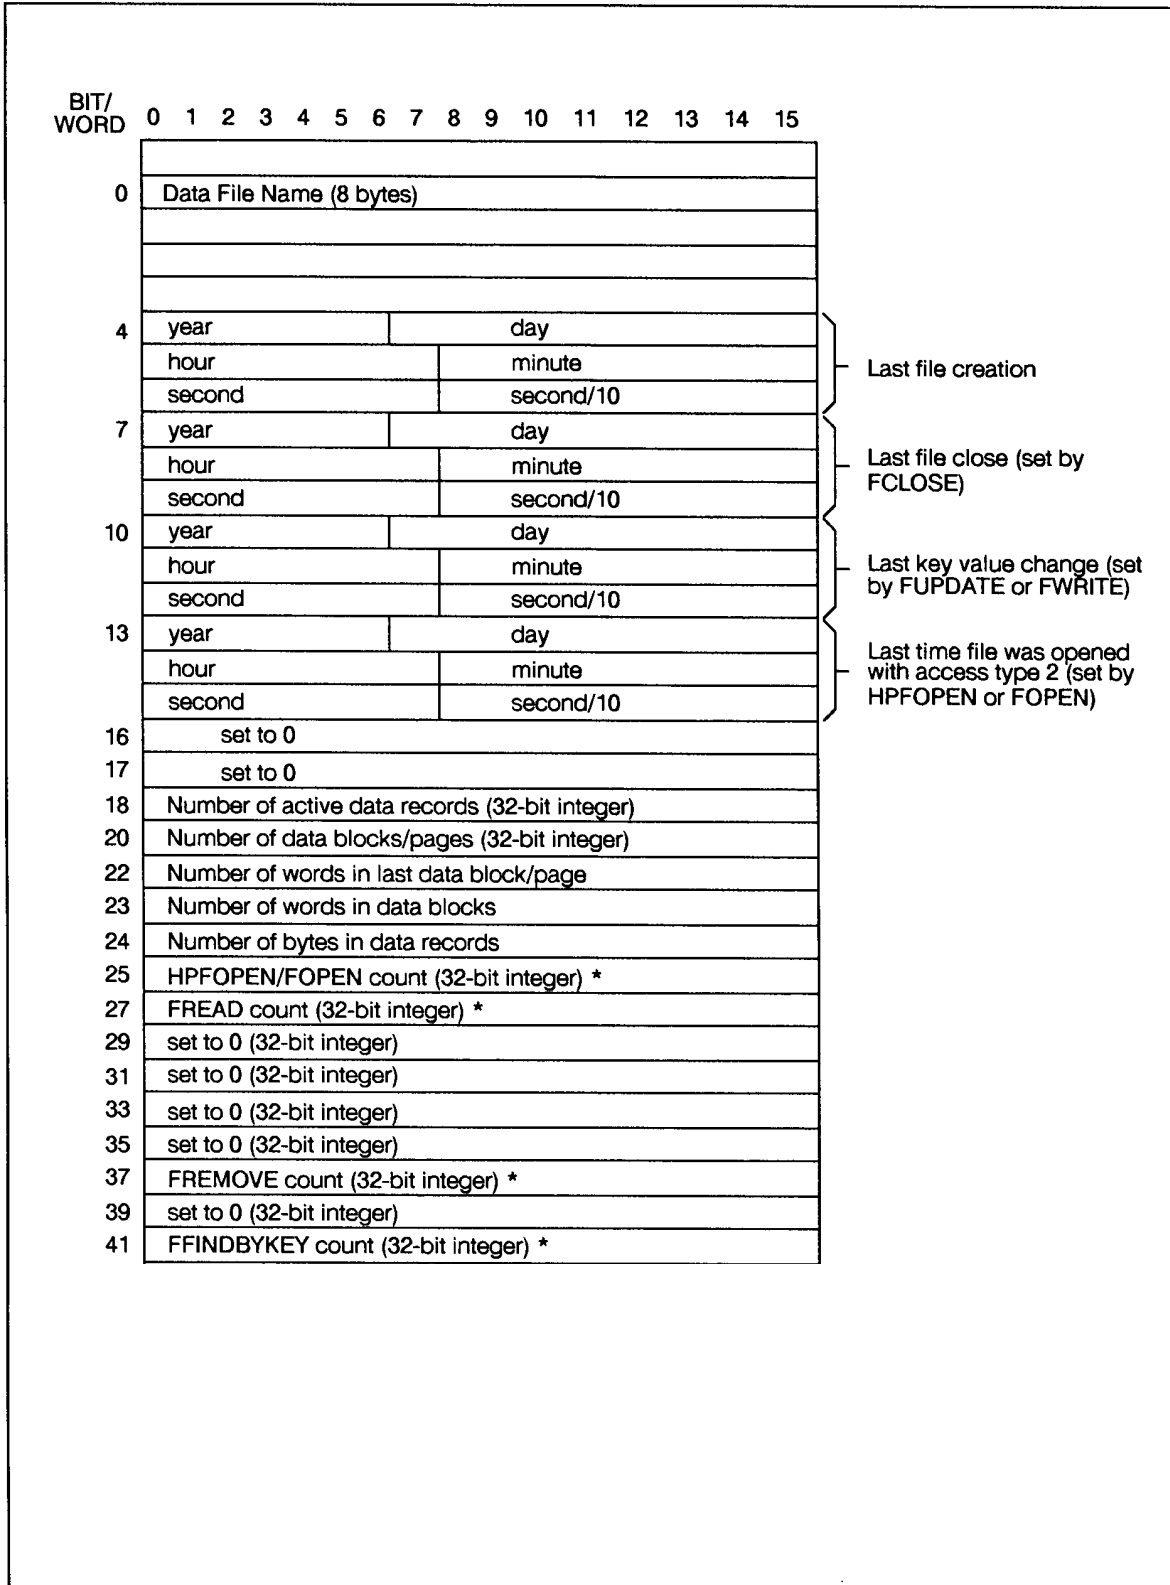 BIT/
WORD 0 1 2 3 4 5 6 7 8 9 10 11 12 13 14 15
0 Data File Name (8 bytes)
4 year day
hour minute
Last file creation
second second/10
7 year day
Last file close (set by
hour minute
FCLOSE)
second second/10
10 year day
Last key value change (set
hour minute
by FUPDATE or FWRITE)
second second/10
13 year day
Last time file was opened
hour minute
with access type 2 (set by
second second/10
HPFOPEN or FOPEN)
16 set to 0
17 set to 0
18 Number of active data records (32-bit integer)
20 Number of data blocks/pages (32-bit integer)
22 Number of words in last data block/page
23 Number of words in data blocks
24 Number of bytes in data records
25 HPFOPEN/FOPEN count (32-bit integer) *
27 FREAD count (32-bit integer) *
29 set to 0 (32-bit integer)
31 set to 0 (32-bit integer)
33 set to 0 (32-bit integer)
35 set to 0 (32-bit integer)
37 FREMOVE count (32-bit integer) *
39 set to 0 (32-bit integer)
41 FFINDBYKEY count (32-bit integer) *